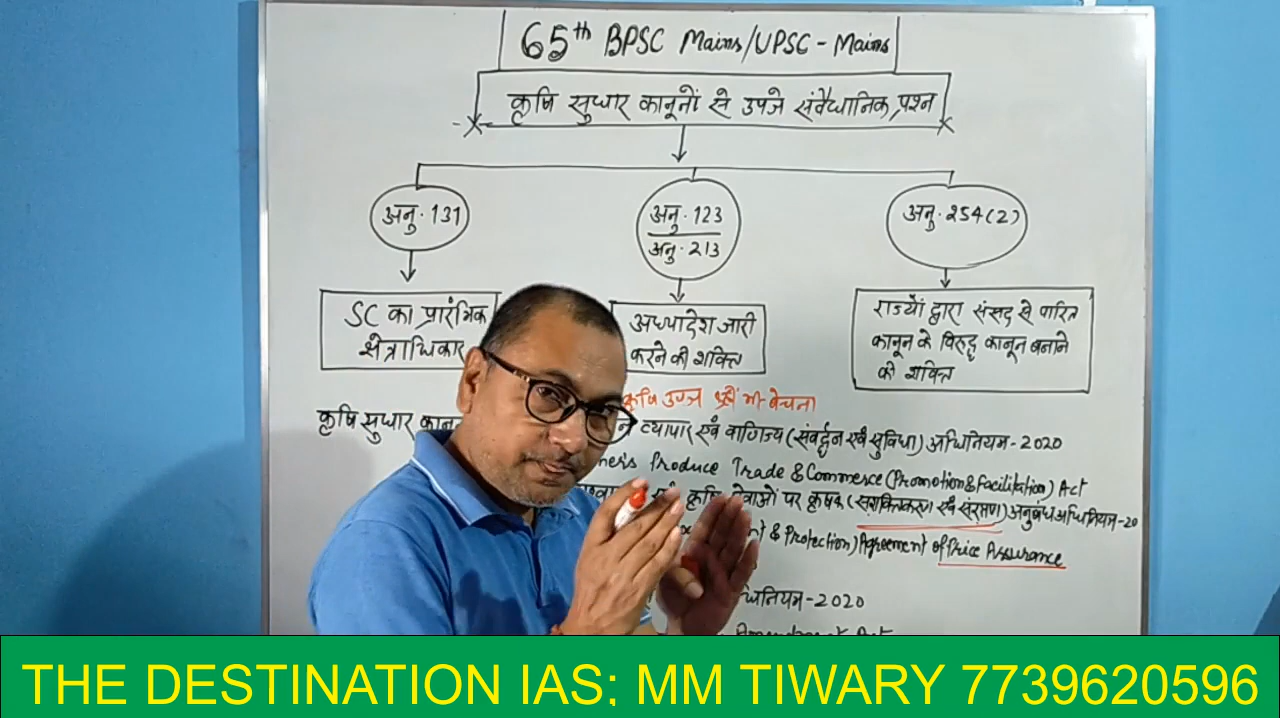 65th BPSC Mains/UPSC - Mains
कृषि सुधार कानूनों से उपजे संवैधानिक प्रश्न
अनु. 131
अनु. 123
अनु. 213
अनु. 254(2)
SC का प्रारंभिक
क्षेत्राधिकार
अध्यादेश जारी
करने की शक्ति
राज्यों द्वारा संसद से पारित
कानून के विरुद्ध कानून बनाने
की शक्ति
कृषि उपज कहीं भी बेचना
कृषि सुधार कानून व्यापार एवं वाणिज्य (संवर्द्धन एवं सुविधा) अधिनियम-2020
Produce Trade & Commerce (Promotion & Facilitation) Act
एवं कृषि सेवाओं पर कृषक (सशक्तिकरण एवं संरक्षण) अनुबंध अधिनियम-20
& Protection) Agreement of Price Assurance
-2020
Act
THE DESTINATION IAS; MM TIWARY 7739620596